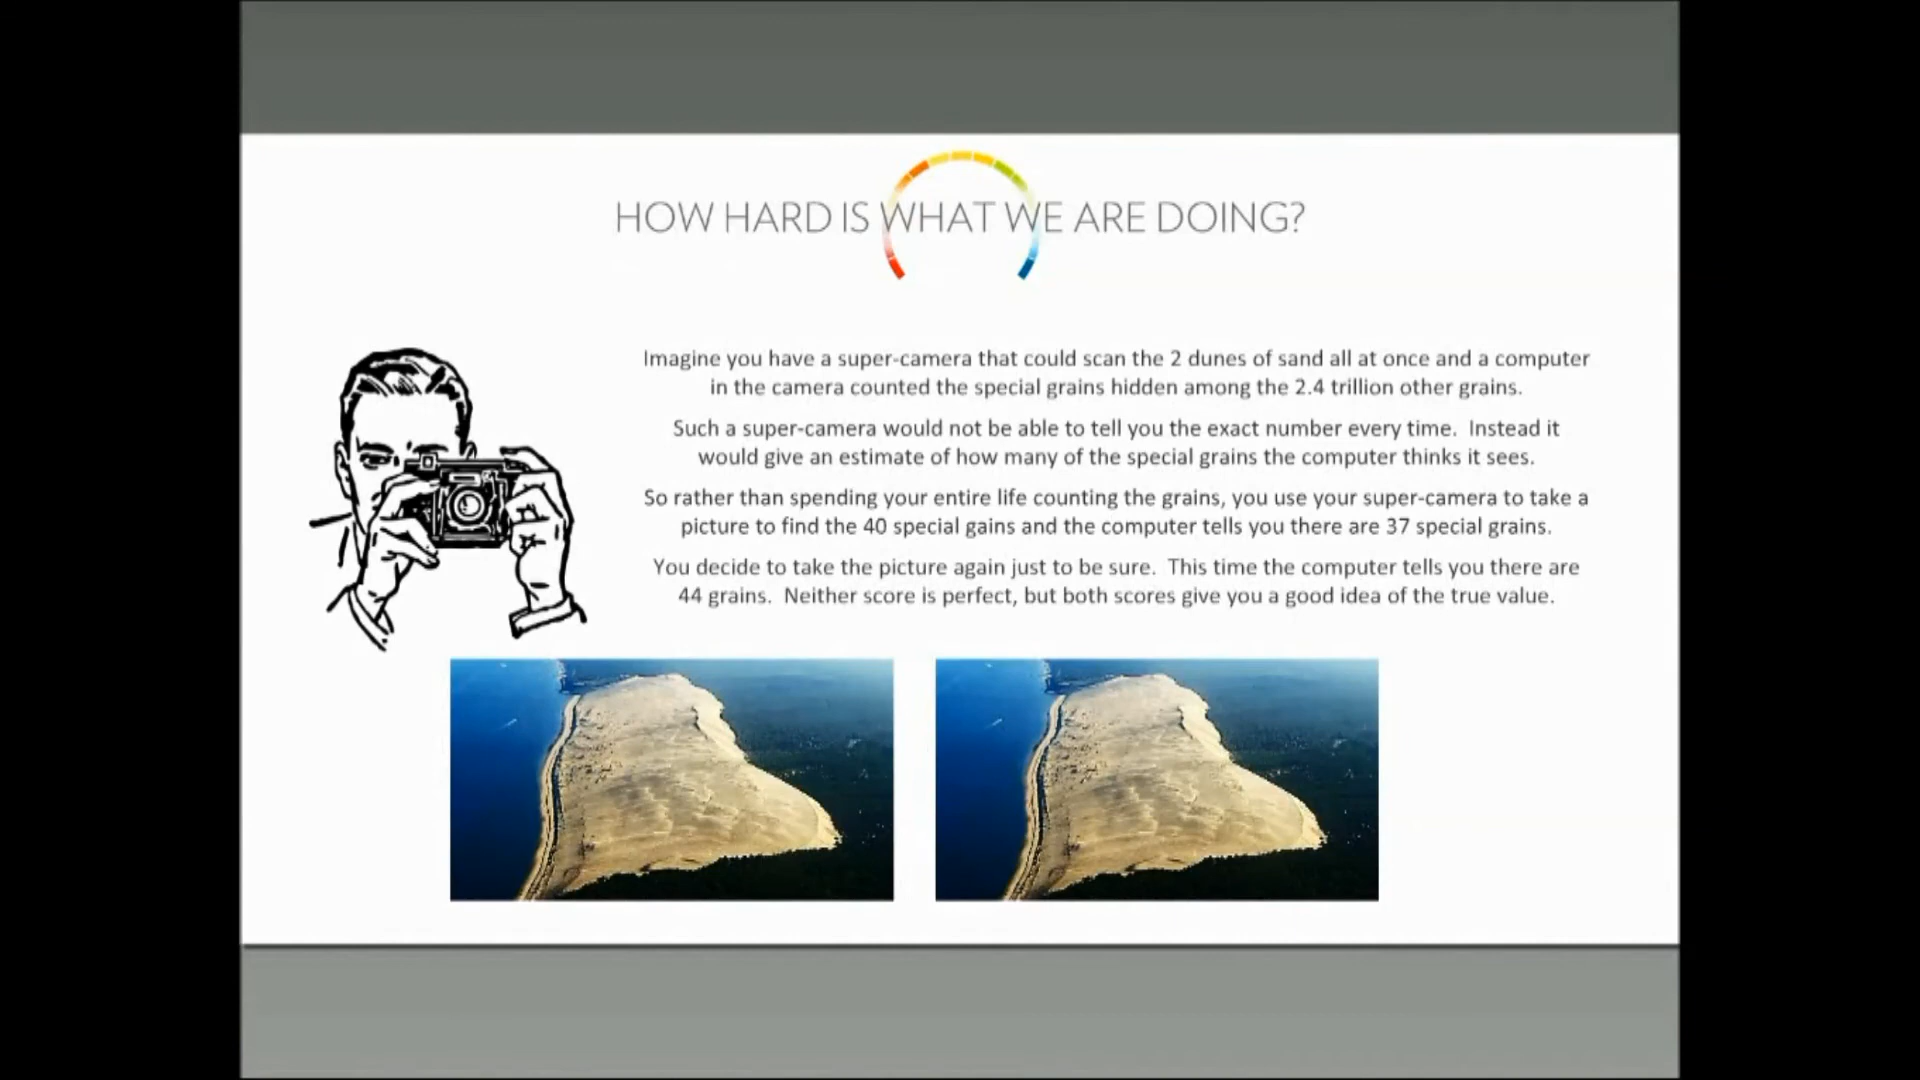 HOW HARD IS WHAT WE ARE DOING?
Imagine you have a super-camera that could scan the 2 dunes of sand all at once and a computer
in the camera counted the special grains hidden among the 2.4 trillion other grains.
Such a super-camera would not be able to tell you the exact number every time. Instead it
would give an estimate of how many of the special grains the computer thinks it sees.
So rather than spending your entire life counting the grains, you use your super-camera to take a
picture to find the 40 special gains and the computer tells you there are 37 special grains.
You decide to take the picture again just to be sure. This time the computer tells you there are
44 grains. Neither score is perfect, but both scores give you a good idea of the true value.